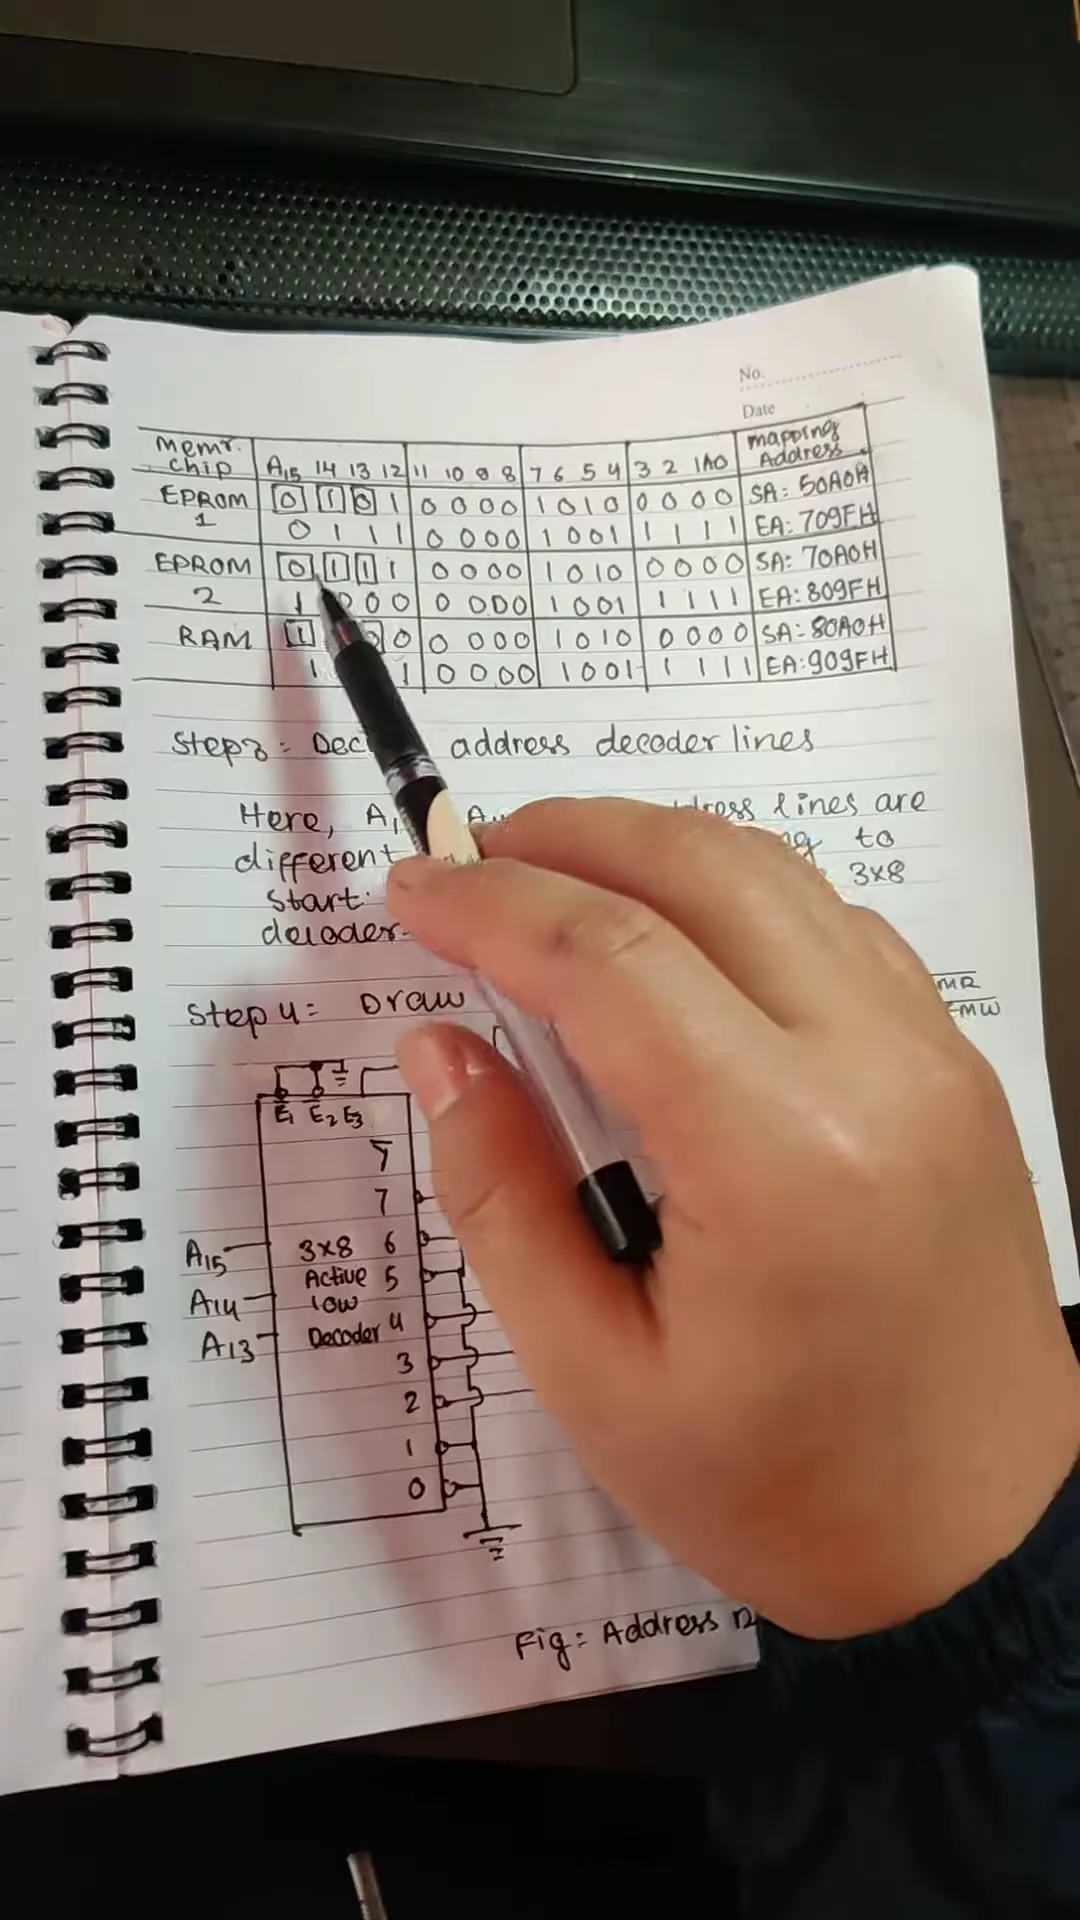 No.
Date
Memr. chip A15 14 13 12 11 10 9 8 7 6 5 4 3 2 1 A0 mapping Address
EPROM 1 0 1 0 1 0 0 0 0 1 0 1 0 0 0 0 0 SA: 50A0H
0 1 1 1 0 0 0 0 1 0 0 1 1 1 1 1 EA: 709FH
EPROM 2 0 1 1 1 0 0 0 0 1 0 1 0 0 0 0 0 SA: 70A0H
1 0 0 0 0 0 0 1 0 0 1 1 1 1 1 EA: 809FH
RAM 1 0 0 0 0 0 0 1 0 1 0 0 0 0 0 SA: 80A0H
1 1 0 0 0 0 1 0 0 1 1 1 1 1 EA: 909FH
Step3: address decoder lines
Here, lines are
different to
start 3x8
decoder
Step 4: Draw
MR
MW
E1 E2 E3
Y
7
A15 3x8 6
Active 5
A14 low
Decoder 4
A13
3
2
1
0
Fig: Address